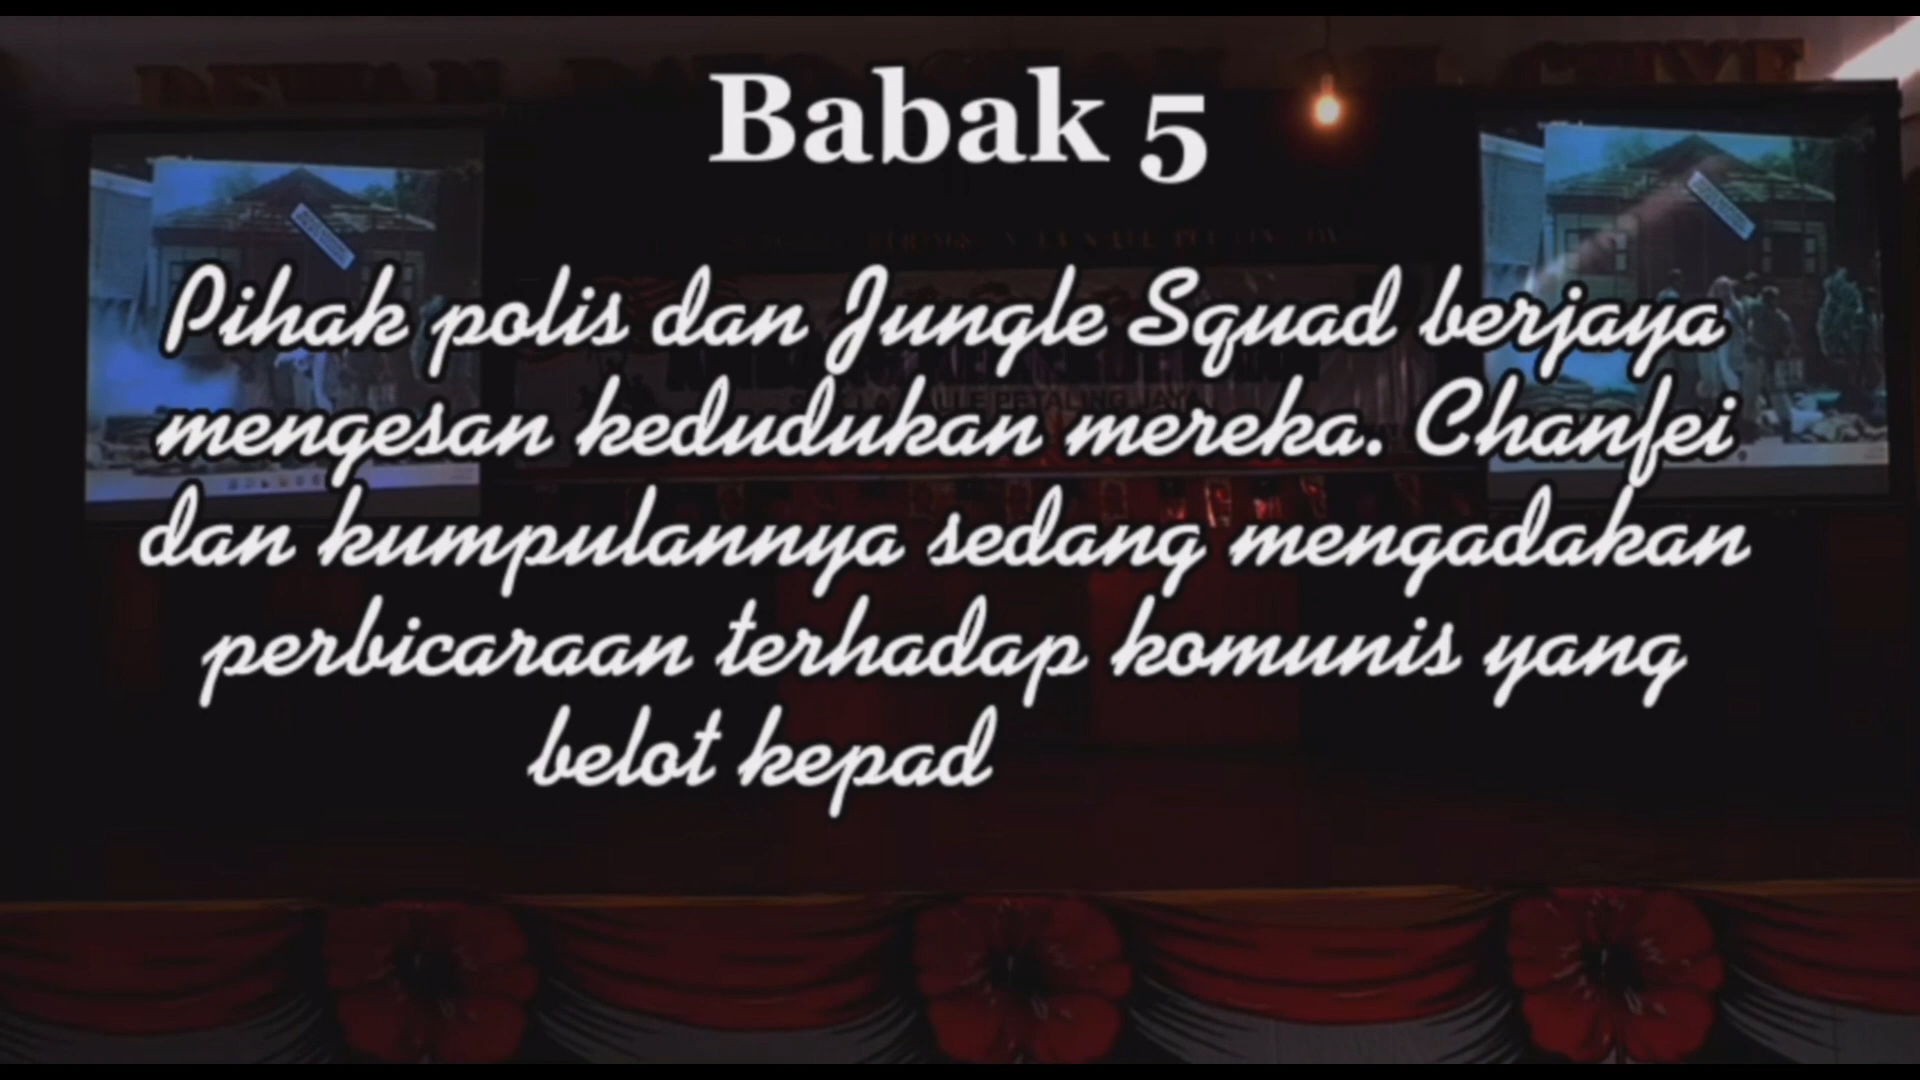 Babak 5
Pihak polis dan Jungle Squad berjaya
mengesan kedudukan mereka. Chanfei
dan kumpulannya sedang mengadakan
perbicaraan terhadap komunis yang
belot kepad